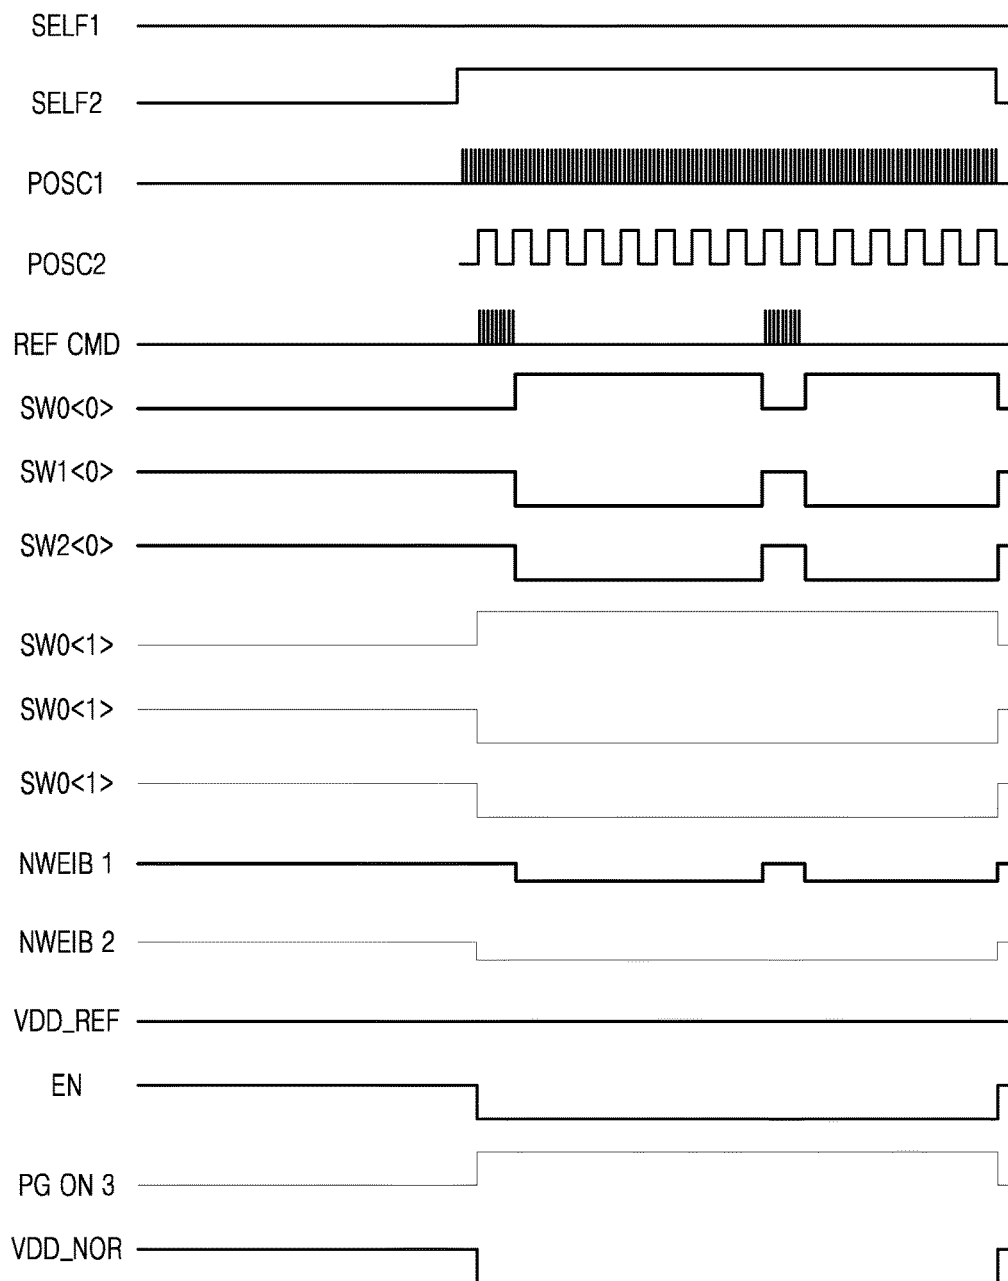 SELF1
SELF2
POSC1
POSC2
REF CMD
SW0<0>
SW1<0>
SW2<0>
SW0<1>
SW0<1>
SW0<1>
NWEIB 1
NWEIB 2
VDD_REF
EN
PG ON 3
VDD_NOR